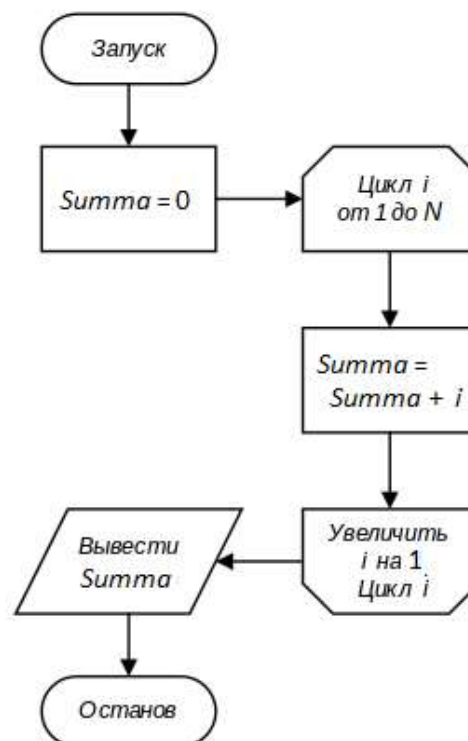 Запуск
Summa = 0
Цикл i
от 1 до N
Summa =
Summa + i
Увеличить
i на 1
Цикл i
Вывести
Summa
Останов